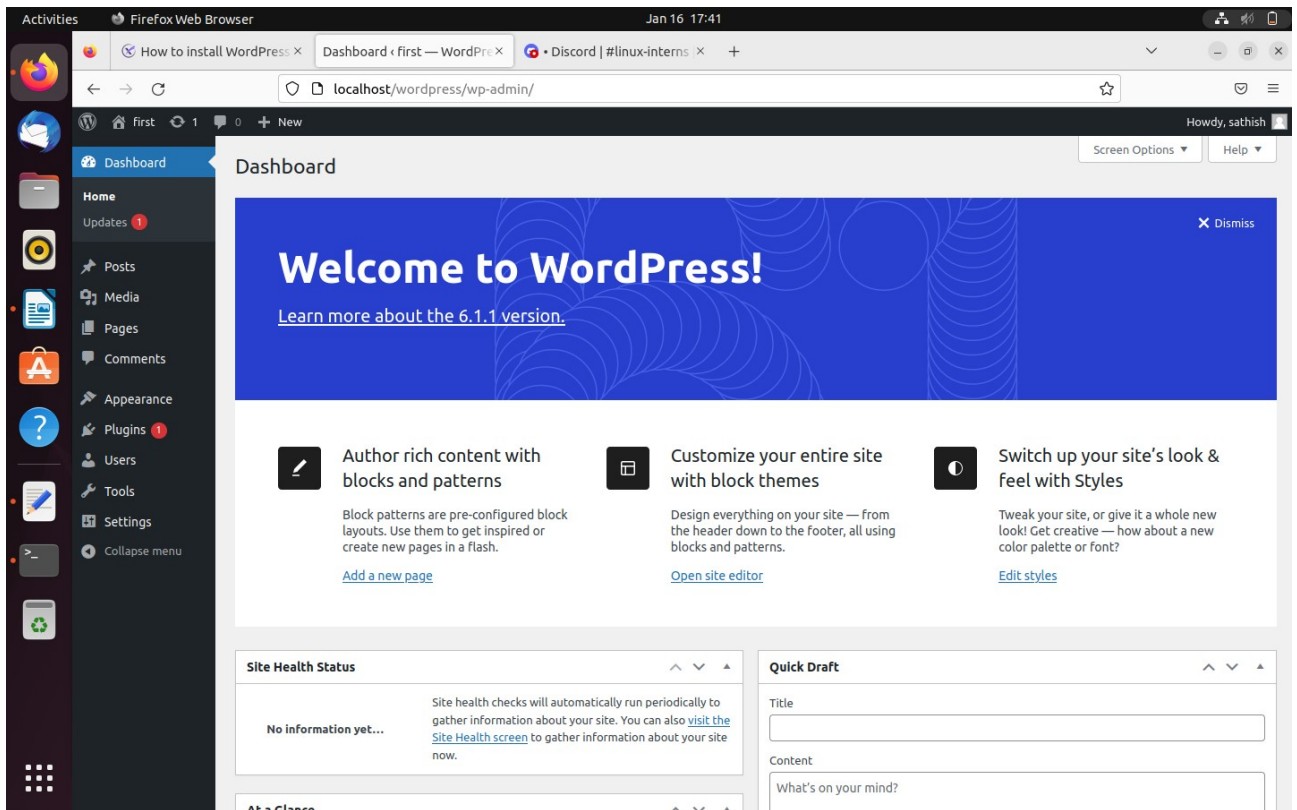 Activities Firefox Web Browser Jan 16 17:41
How to install WordPress Dashboard ‹ first — WordPre • Discord | #linux-interns +
localhost/wordpress/wp-admin/
first 1 0 + New Howdy, sathish
Dashboard
Home
Updates 1
Posts
Media
Pages
Comments
Appearance
Plugins 1
Users
Tools
Settings
Collapse menu
Dashboard
Screen Options Help
Dismiss
Welcome to WordPress!
Learn more about the 6.1.1 version.
Author rich content with
blocks and patterns
Block patterns are pre-configured block
layouts. Use them to get inspired or
create new pages in a flash.
Add a new page
Customize your entire site
with block themes
Design everything on your site — from
the header down to the footer, all using
blocks and patterns.
Open site editor
Switch up your site’s look &
feel with Styles
Tweak your site, or give it a whole new
look! Get creative — how about a new
color palette or font?
Edit styles
Site Health Status
No information yet...
Site health checks will automatically run periodically to
gather information about your site. You can also visit the
Site Health screen to gather information about your site
now.
At a Glance
Quick Draft
Title
Content
What’s on your mind?